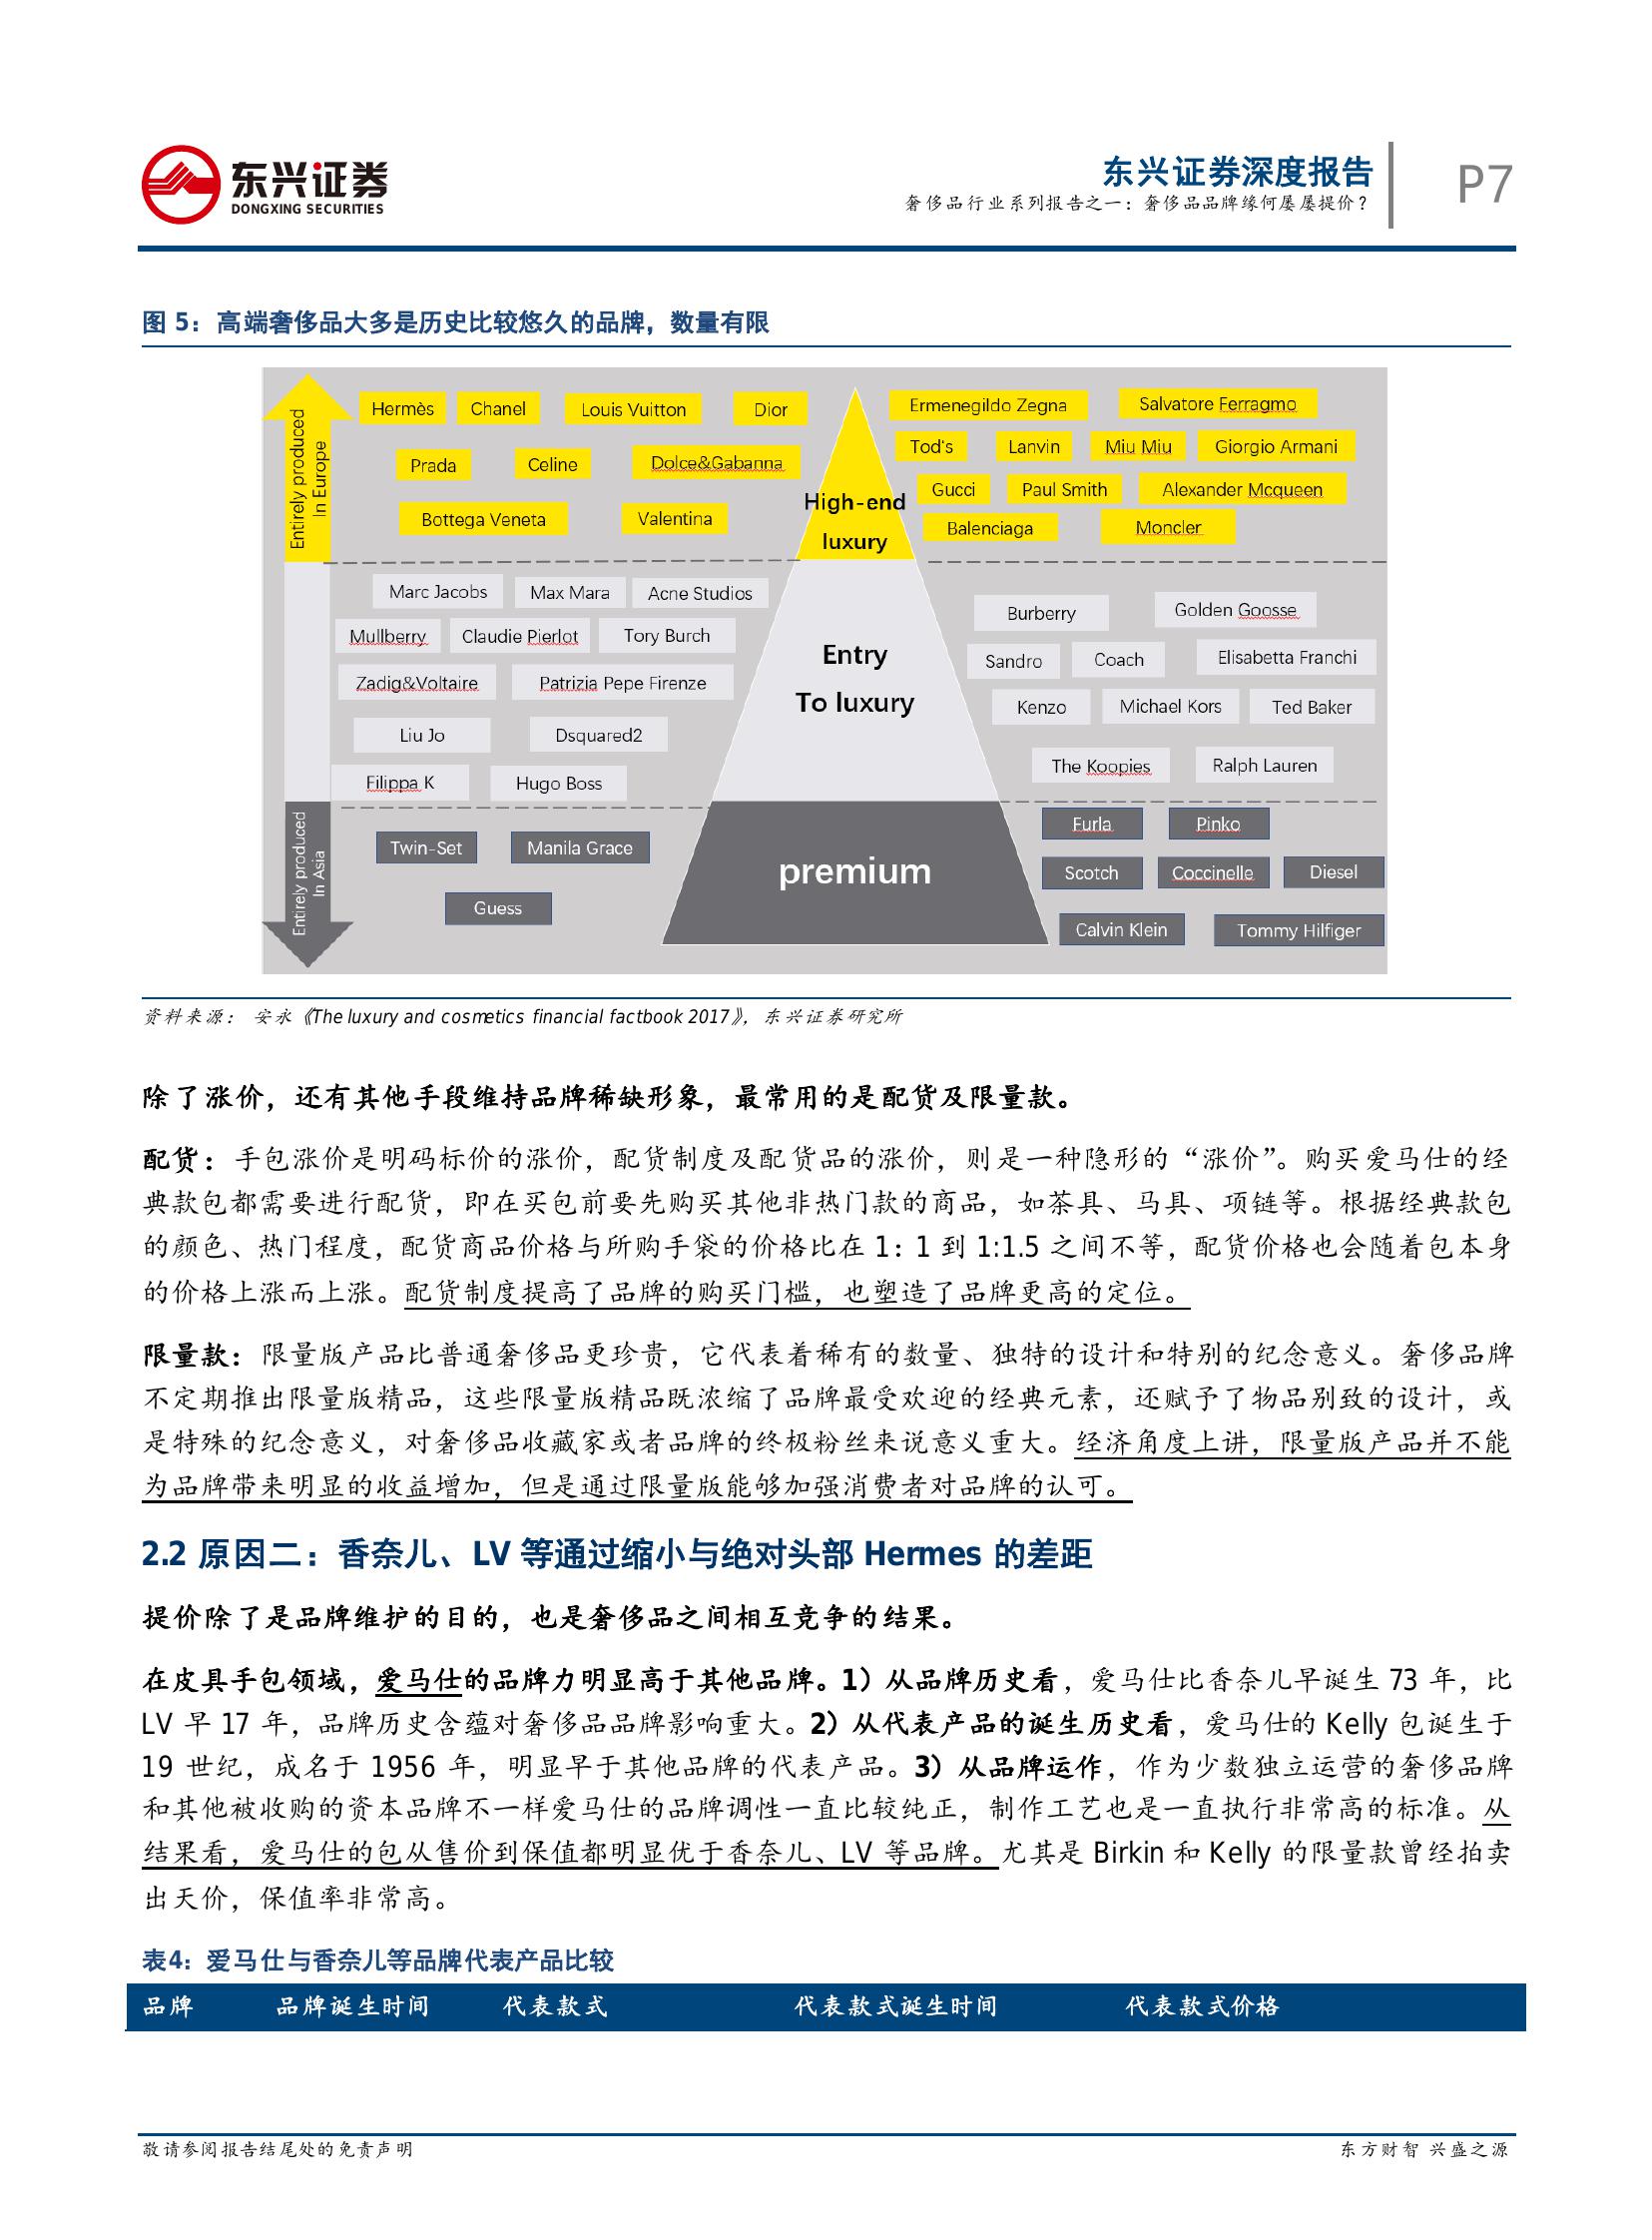 东兴证券
DONGXING SECURITIES
东兴证券深度报告
奢侈品行业系列报告之一：奢侈品品牌缘何屡屡提价？
P7
图 5：高端奢侈品大多是历史比较悠久的品牌，数量有限
Entirely produced
In Europe
Hermès Chanel Louis Vuitton Dior
Prada Celine Dolce&Gabanna
Bottega Veneta Valentina
High-end
luxury
Ermenegildo Zegna Salvatore Ferragmo
Tod's Lanvin Miu Miu Giorgio Armani
Gucci Paul Smith Alexander Mcqueen
Balenciaga Moncler
Marc Jacobs Max Mara Acne Studios
Mullberry Claudie Pierlot Tory Burch
Zadig&Voltaire Patrizia Pepe Firenze
Liu Jo Dsquared2
Filippa K Hugo Boss
Entry
To luxury
Burberry Golden Goosse
Sandro Coach Elisabetta Franchi
Kenzo Michael Kors Ted Baker
The Koopies Ralph Lauren
Entirely produced
In Asia
Twin-Set Manila Grace
Guess
premium
Furla Pinko
Scotch Coccinelle Diesel
Calvin Klein Tommy Hilfiger
资料来源： 安永《The luxury and cosmetics financial factbook 2017》，东兴证券研究所
除了涨价，还有其他手段维持品牌稀缺形象，最常用的是配货及限量款。
配货：手包涨价是明码标价的涨价，配货制度及配货品的涨价，则是一种隐形的“涨价”。购买爱马仕的经
典款包都需要进行配货，即在买包前要先购买其他非热门款的商品，如茶具、马具、项链等。根据经典款包
的颜色、热门程度，配货商品价格与所购手袋的价格比在 1：1 到 1:1.5 之间不等，配货价格也会随着包本身
的价格上涨而上涨。配货制度提高了品牌的购买门槛，也塑造了品牌更高的定位。
限量款：限量版产品比普通奢侈品更珍贵，它代表着稀有的数量、独特的设计和特别的纪念意义。奢侈品牌
不定期推出限量版精品，这些限量版精品既浓缩了品牌最受欢迎的经典元素，还赋予了物品别致的设计，或
是特殊的纪念意义，对奢侈品收藏家或者品牌的终极粉丝来说意义重大。经济角度上讲，限量版产品并不能
为品牌带来明显的收益增加，但是通过限量版能够加强消费者对品牌的认可。
2.2 原因二：香奈儿、LV 等通过缩小与绝对头部 Hermes 的差距
提价除了是品牌维护的目的，也是奢侈品之间相互竞争的结果。
在皮具手包领域，爱马仕的品牌力明显高于其他品牌。1）从品牌历史看，爱马仕比香奈儿早诞生 73 年，比
LV 早 17 年，品牌历史含蕴对奢侈品品牌影响重大。2）从代表产品的诞生历史看，爱马仕的 Kelly 包诞生于
19 世纪，成名于 1956 年，明显早于其他品牌的代表产品。3）从品牌运作，作为少数独立运营的奢侈品牌
和其他被收购的资本品牌不一样爱马仕的品牌调性一直比较纯正，制作工艺也是一直执行非常高的标准。从
结果看，爱马仕的包从售价到保值都明显优于香奈儿、LV 等品牌。尤其是 Birkin 和 Kelly 的限量款曾经拍卖
出天价，保值率非常高。
表4：爱马仕与香奈儿等品牌代表产品比较
品牌 品牌诞生时间 代表款式 代表款式诞生时间 代表款式价格
敬请参阅报告结尾处的免责声明
东方财智 兴盛之源